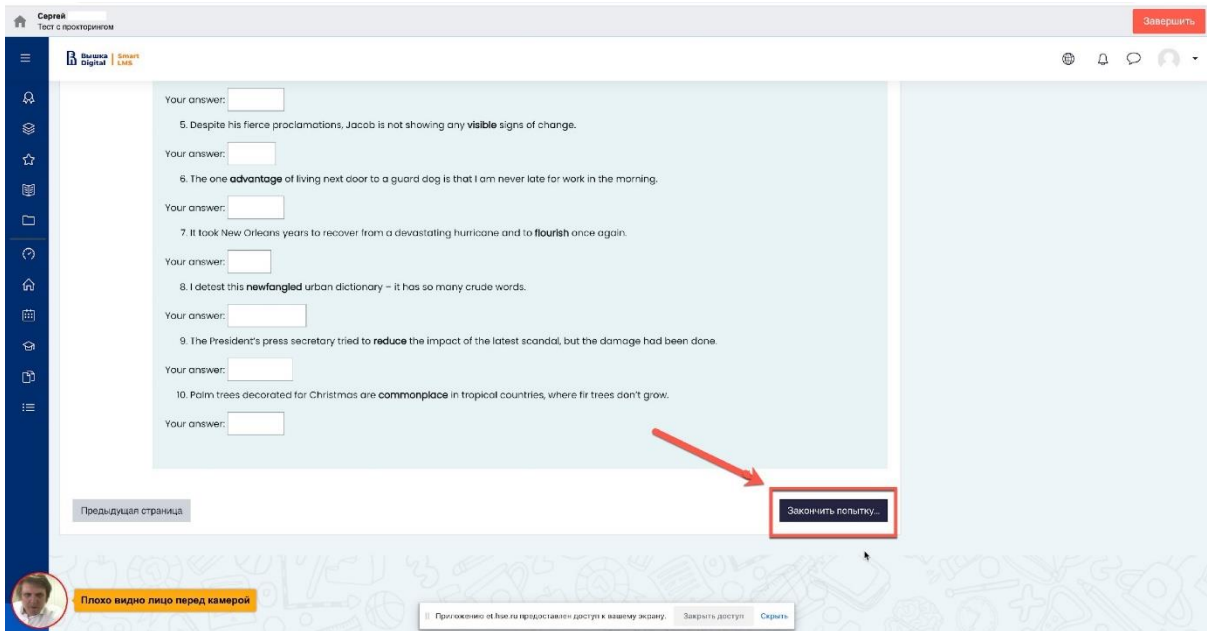 Сергей
Тест с прокторингом
Завершить
Вышка Digital | Smart LMS
Your answer:
5. Despite his fierce proclamations, Jacob is not showing any visible signs of change.
Your answer:
6. The one advantage of living next door to a guard dog is that I am never late for work in the morning.
Your answer:
7. It took New Orleans years to recover from a devastating hurricane and to flourish once again.
Your answer:
8. I detest this newfangled urban dictionary – it has so many crude words.
Your answer:
9. The President's press secretary tried to reduce the impact of the latest scandal, but the damage had been done.
Your answer:
10. Palm trees decorated for Christmas are commonplace in tropical countries, where fir trees don't grow.
Your answer:
Предыдущая страница
Закончить попытку...
Плохо видно лицо перед камерой
Приложению et.hse.ru предоставлен доступ к вашему экрану.
Закрыть доступ
Скрыть